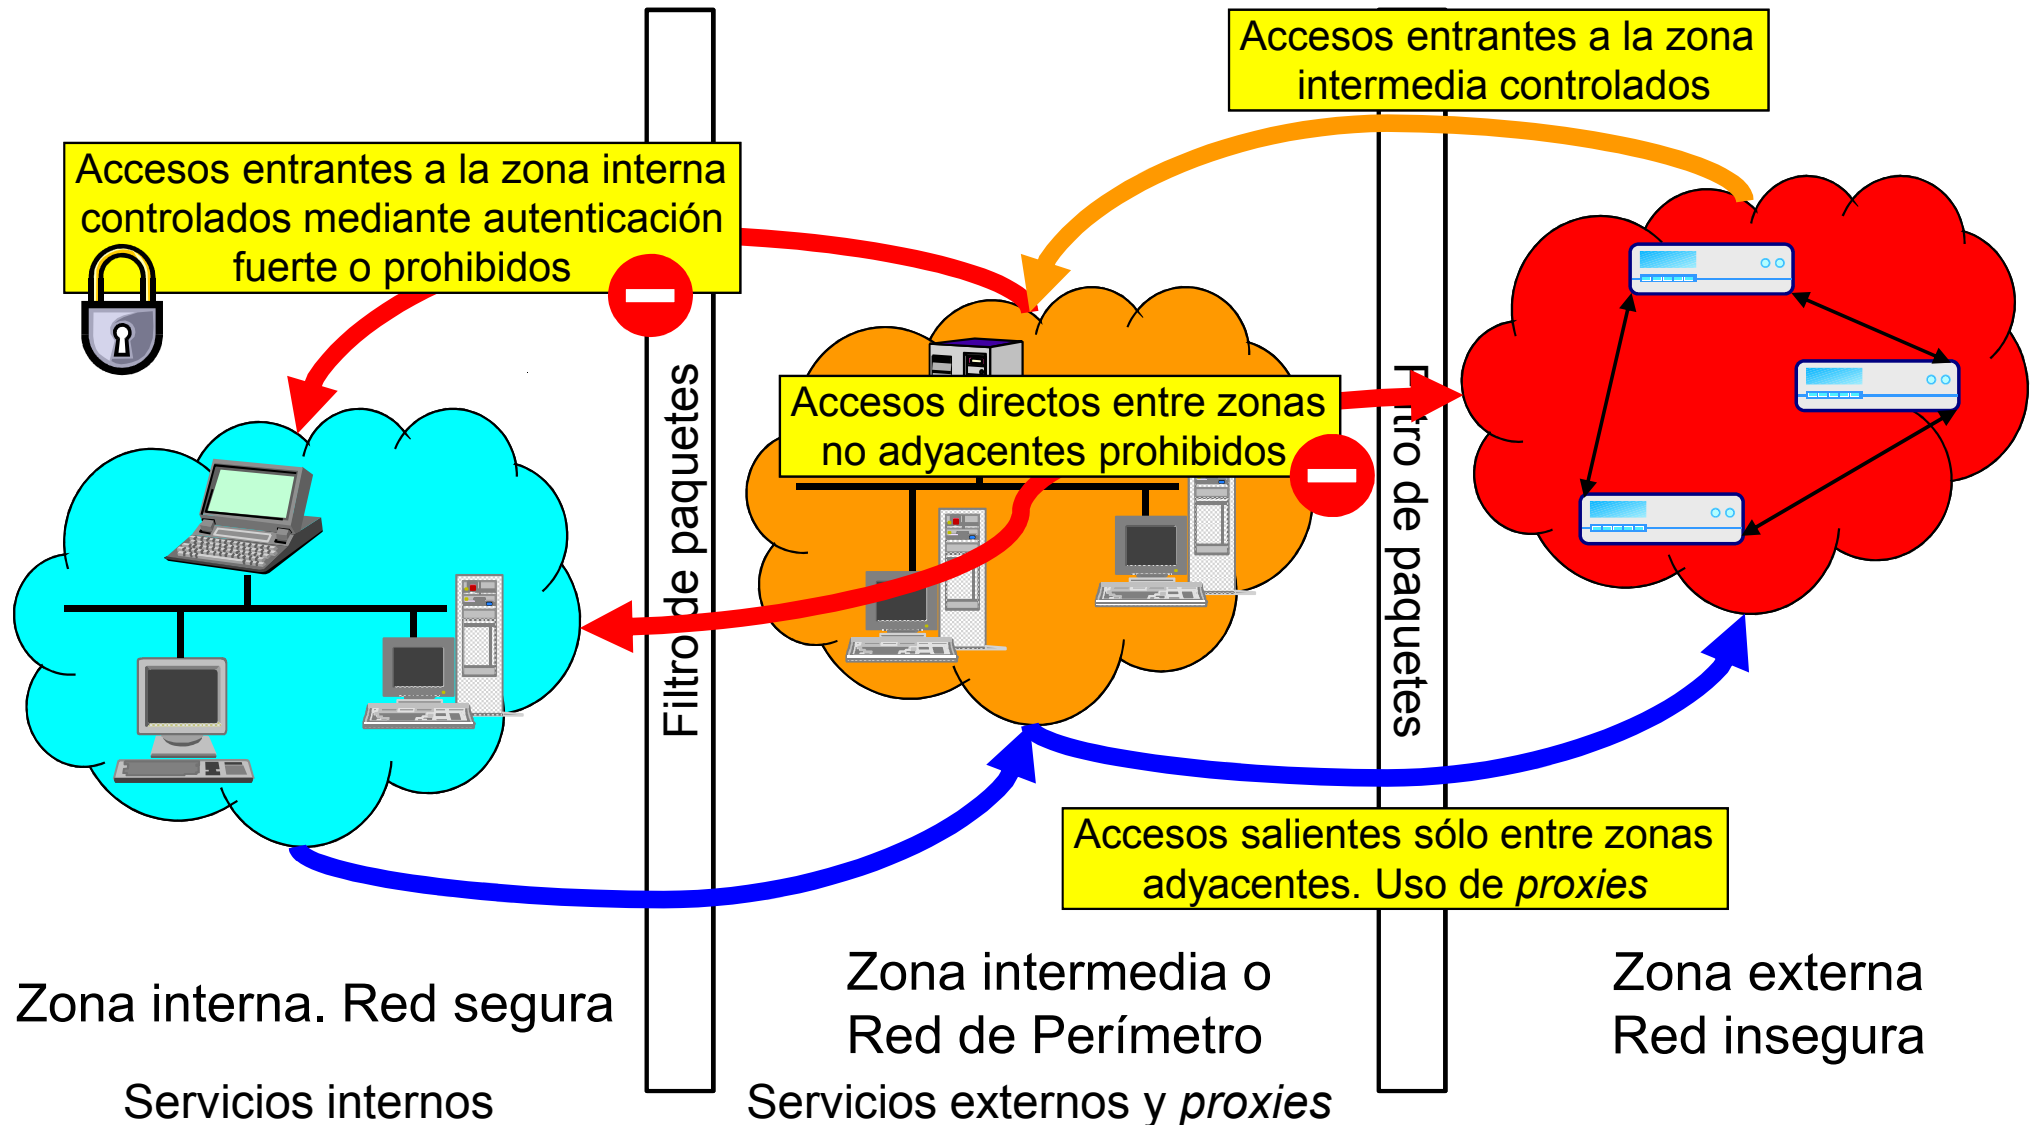 Accesos entrantes a la zona
intermedia controlados
Accesos entrantes a la zona interna
controlados mediante autenticación
fuerte o prohibidos
Accesos directos entre zonas
no adyacentes prohibidos
Filtro de paquetes
Filtro de paquetes
Accesos salientes sólo entre zonas
adyacentes. Uso de proxies
Zona interna. Red segura
Servicios internos
Zona intermedia o
Red de Perímetro
Servicios externos y proxies
Zona externa
Red insegura